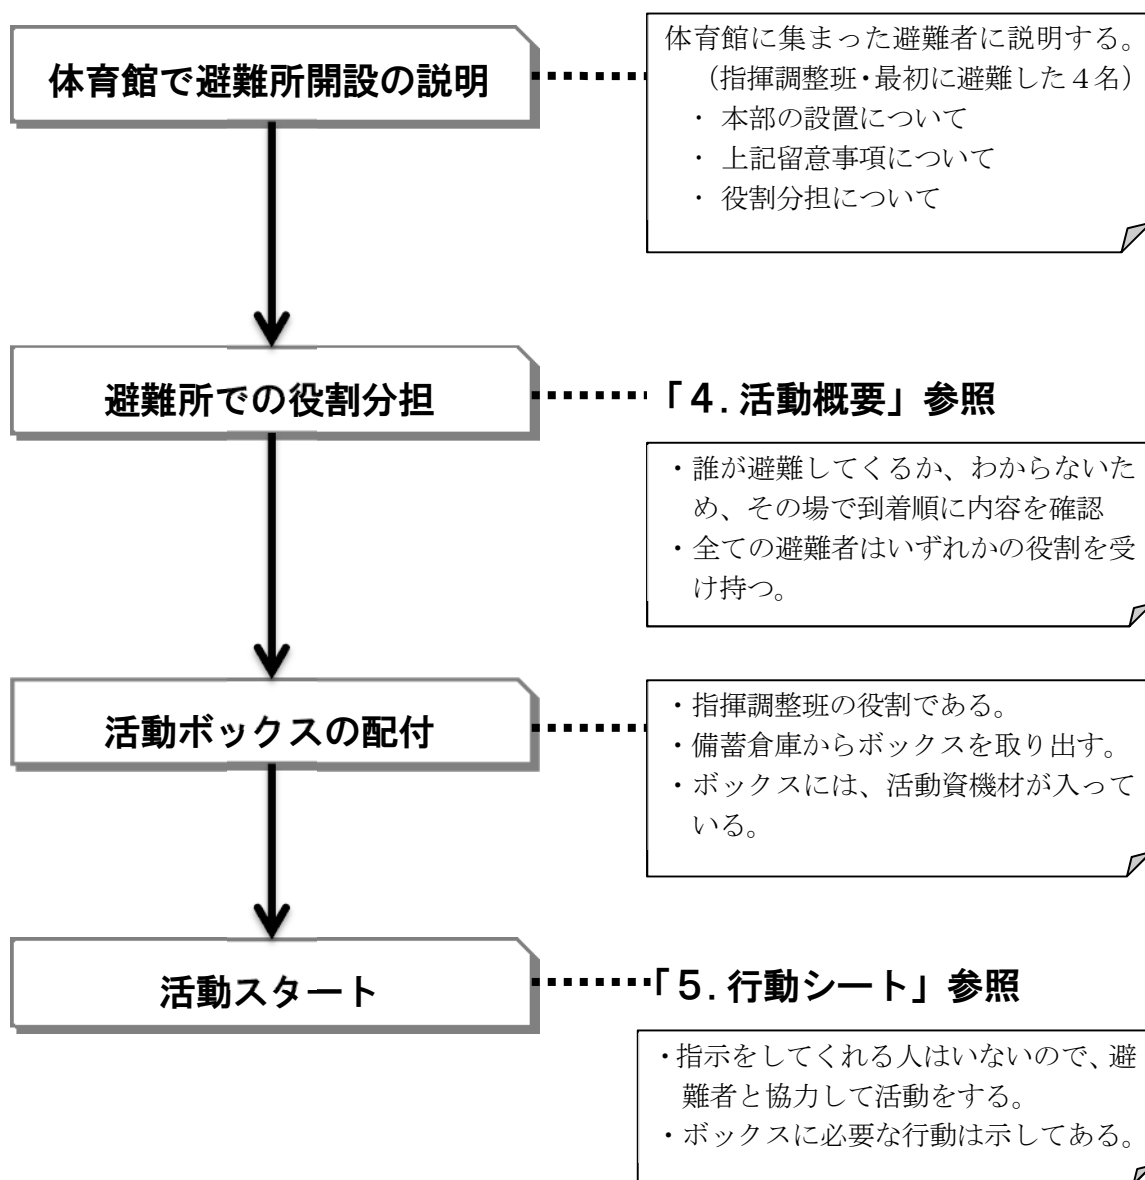 体育館で避難所開設の説明
体育館に集まった避難者に説明する。
（指揮調整班・最初に避難した４名）
・ 本部の設置について
・ 上記留意事項について
・ 役割分担について
避難所での役割分担
「４．活動概要」参照
・誰が避難してくるか、わからないた
め、その場で到着順に内容を確認
・全ての避難者はいずれかの役割を受
け持つ。
活動ボックスの配付
・指揮調整班の役割である。
・備蓄倉庫からボックスを取り出す。
・ボックスには、活動資機材が入って
いる。
活動スタート
「５．行動シート」参照
・指示をしてくれる人はいないので、避
難者と協力して活動をする。
・ボックスに必要な行動は示してある。